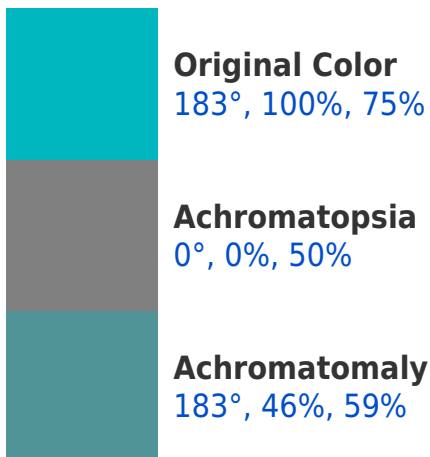 Original Color
183°, 100%, 75%
Achromatopsia
0°, 0%, 50%
Achromatomaly
183°, 46%, 59%